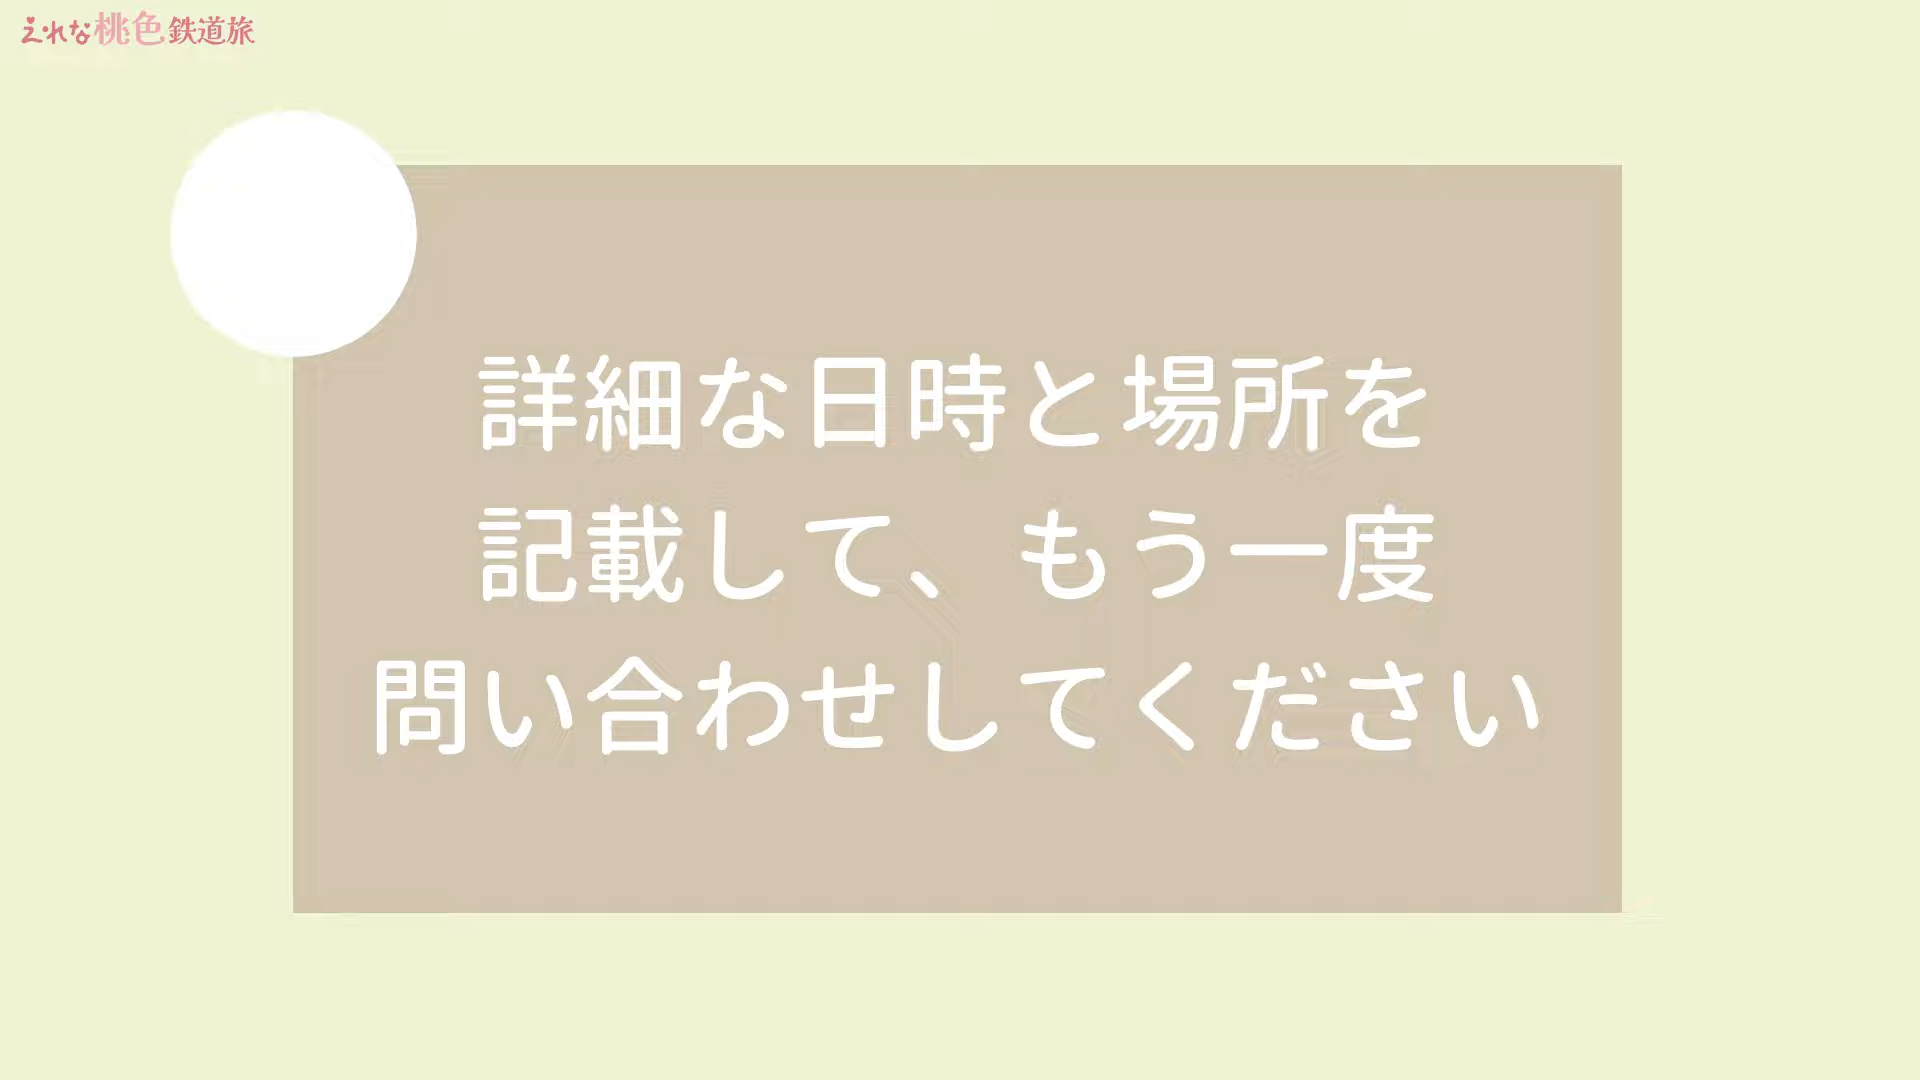 えれな桃色鉄道旅
詳細な日時と場所を
記載して、もう一度
問い合わせしてください